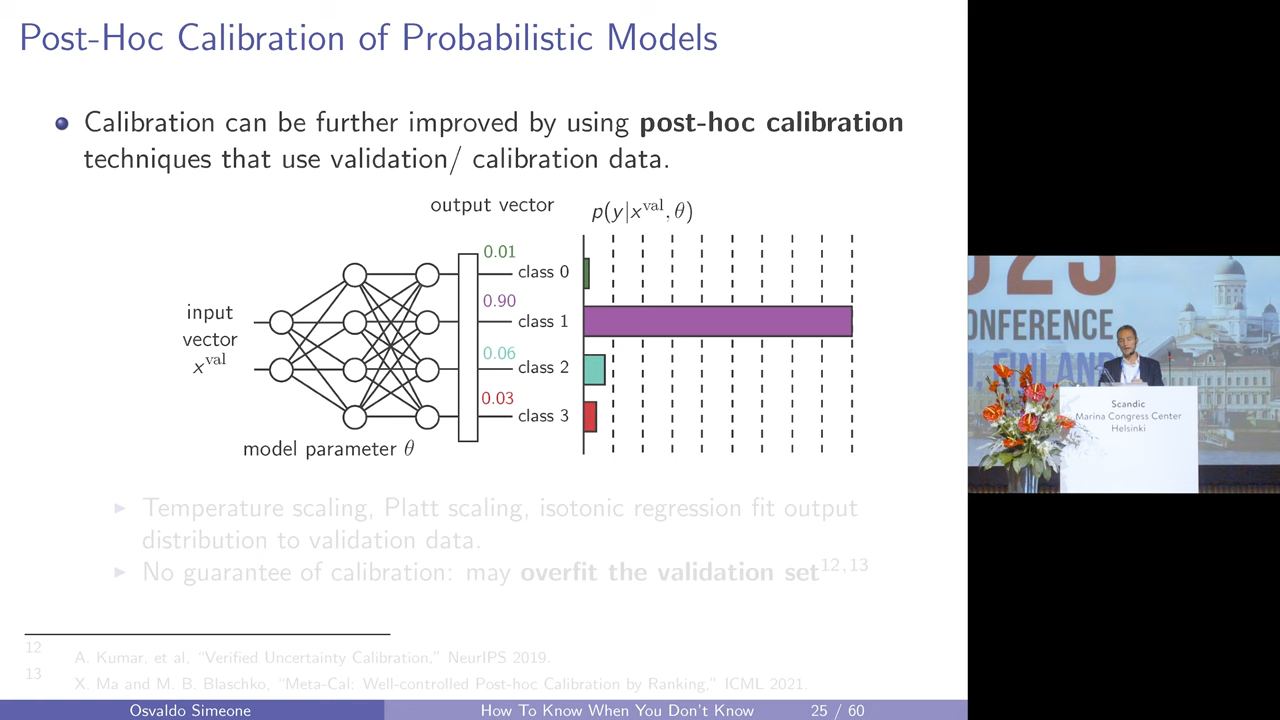 Post-Hoc Calibration of Probabilistic Models
Calibration can be further improved by using post-hoc calibration
techniques that use validation/ calibration data.
output vector
p(y|x^val, θ)
0.01
class 0
0.90
class 1
0.06
class 2
0.03
class 3
input
vector
x^val
model parameter θ
Temperature scaling, Platt scaling, isotonic regression fit output
distribution to validation data.
No guarantee of calibration: may overfit the validation set^12,13
12 A. Kumar, et al, “Verified Uncertainty Calibration,” NeurIPS 2019.
13 X. Ma and M. B. Blaschko, “Meta-Cal: Well-controlled Post-hoc Calibration by Ranking,” ICML 2021.
Osvaldo Simeone
How To Know When You Don't Know
25 / 60
CONFERENCE
FINLAND
Scandic
Marina Congress Center
Helsinki